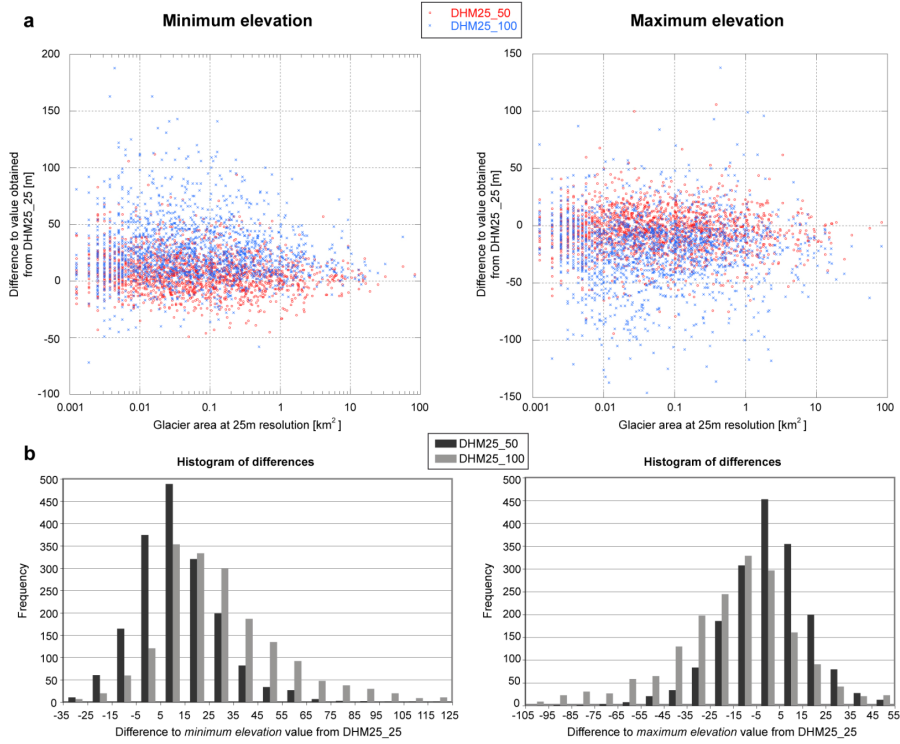 a
Minimum elevation
DHM25_50
DHM25_100
Maximum elevation
200
150
100
50
0
-50
-100
Difference to value obtained
from DHM25_25 [m]
0.001
0.01
0.1
1
10
100
Glacier area at 25m resolution [km²]
150
100
50
0
-50
-100
-150
Difference to value obtained
from DHM25_25 [m]
0.001
0.01
0.1
1
10
100
Glacier area at 25m resolution [km²]
b
DHM25_50
DHM25_100
Histogram of differences
Histogram of differences
500
450
400
350
300
250
200
150
100
50
0
Frequency
-35 -25 -15 -5 5 15 25 35 45 55 65 75 85 95 105 115 125
Difference to minimum elevation value from DHM25_25
500
450
400
350
300
250
200
150
100
50
0
Frequency
-105 -95 -85 -75 -65 -55 -45 -35 -25 -15 -5 5 15 25 35 45 55
Difference to maximum elevation value from DHM25_25